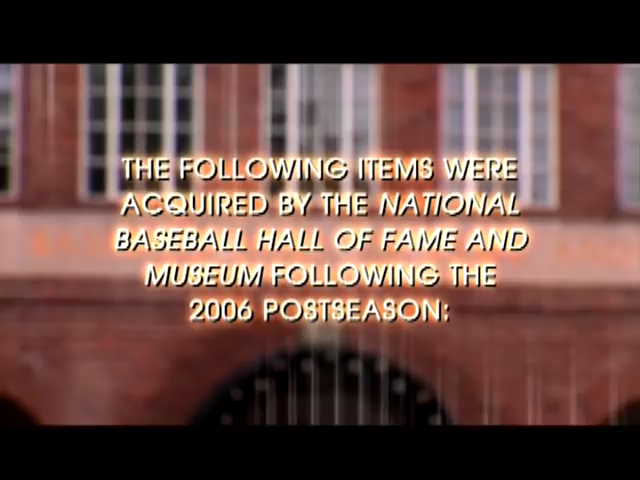 THE FOLLOWING ITEMS WERE
ACQUIRED BY THE NATIONAL
BASEBALL HALL OF FAME AND
MUSEUM FOLLOWING THE
2006 POSTSEASON: